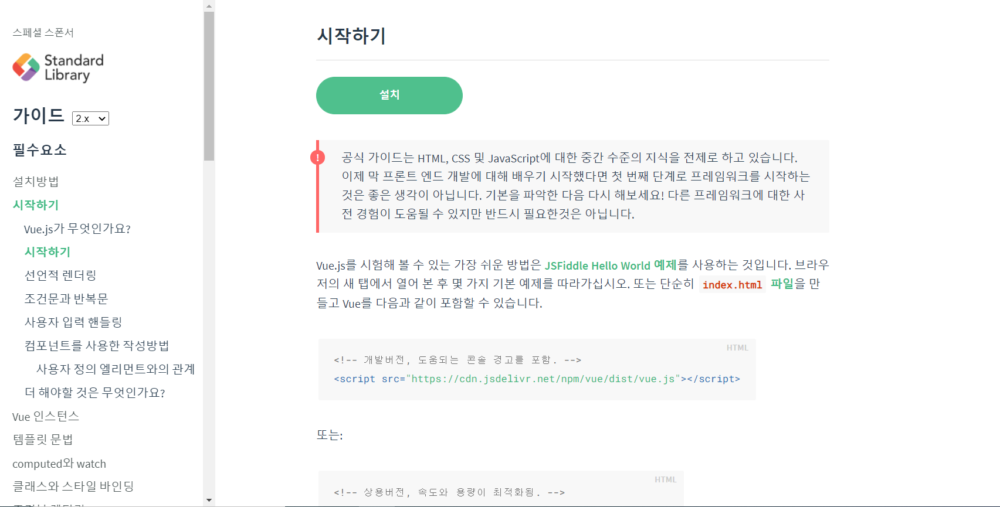 스페셜 스폰서
Standard
Library
가이드 2.x
필수요소
설치방법
시작하기
Vue.js가 무엇인가요?
시작하기
선언적 렌더링
조건문과 반복문
사용자 입력 핸들링
컴포넌트를 사용한 작성방법
사용자 정의 엘리먼트와의 관계
더 해야할 것은 무엇인가요?
Vue 인스턴스
템플릿 문법
computed와 watch
클래스와 스타일 바인딩
시작하기
설치
공식 가이드는 HTML, CSS 및 JavaScript에 대한 중간 수준의 지식을 전제로 하고 있습니다.
이제 막 프론트 엔드 개발에 대해 배우기 시작했다면 첫 번째 단계로 프레임워크를 시작하는
것은 좋은 생각이 아닙니다. 기본을 파악한 다음 다시 해보세요! 다른 프레임워크에 대한 사
전 경험이 도움될 수 있지만 반드시 필요한것은 아닙니다.
Vue.js를 시험해 볼 수 있는 가장 쉬운 방법은 JSFiddle Hello World 예제를 사용하는 것입니다. 브라우
저의 새 탭에서 열어 본 후 몇 가지 기본 예제를 따라가십시오. 또는 단순히 index.html 파일을 만
들고 Vue를 다음과 같이 포함할 수 있습니다.
HTML
<!-- 개발버전, 도움되는 콘솔 경고를 포함. -->
<script src="https://cdn.jsdelivr.net/npm/vue/dist/vue.js"></script>
또는:
HTML
<!-- 상용버전, 속도와 용량이 최적화됨. -->